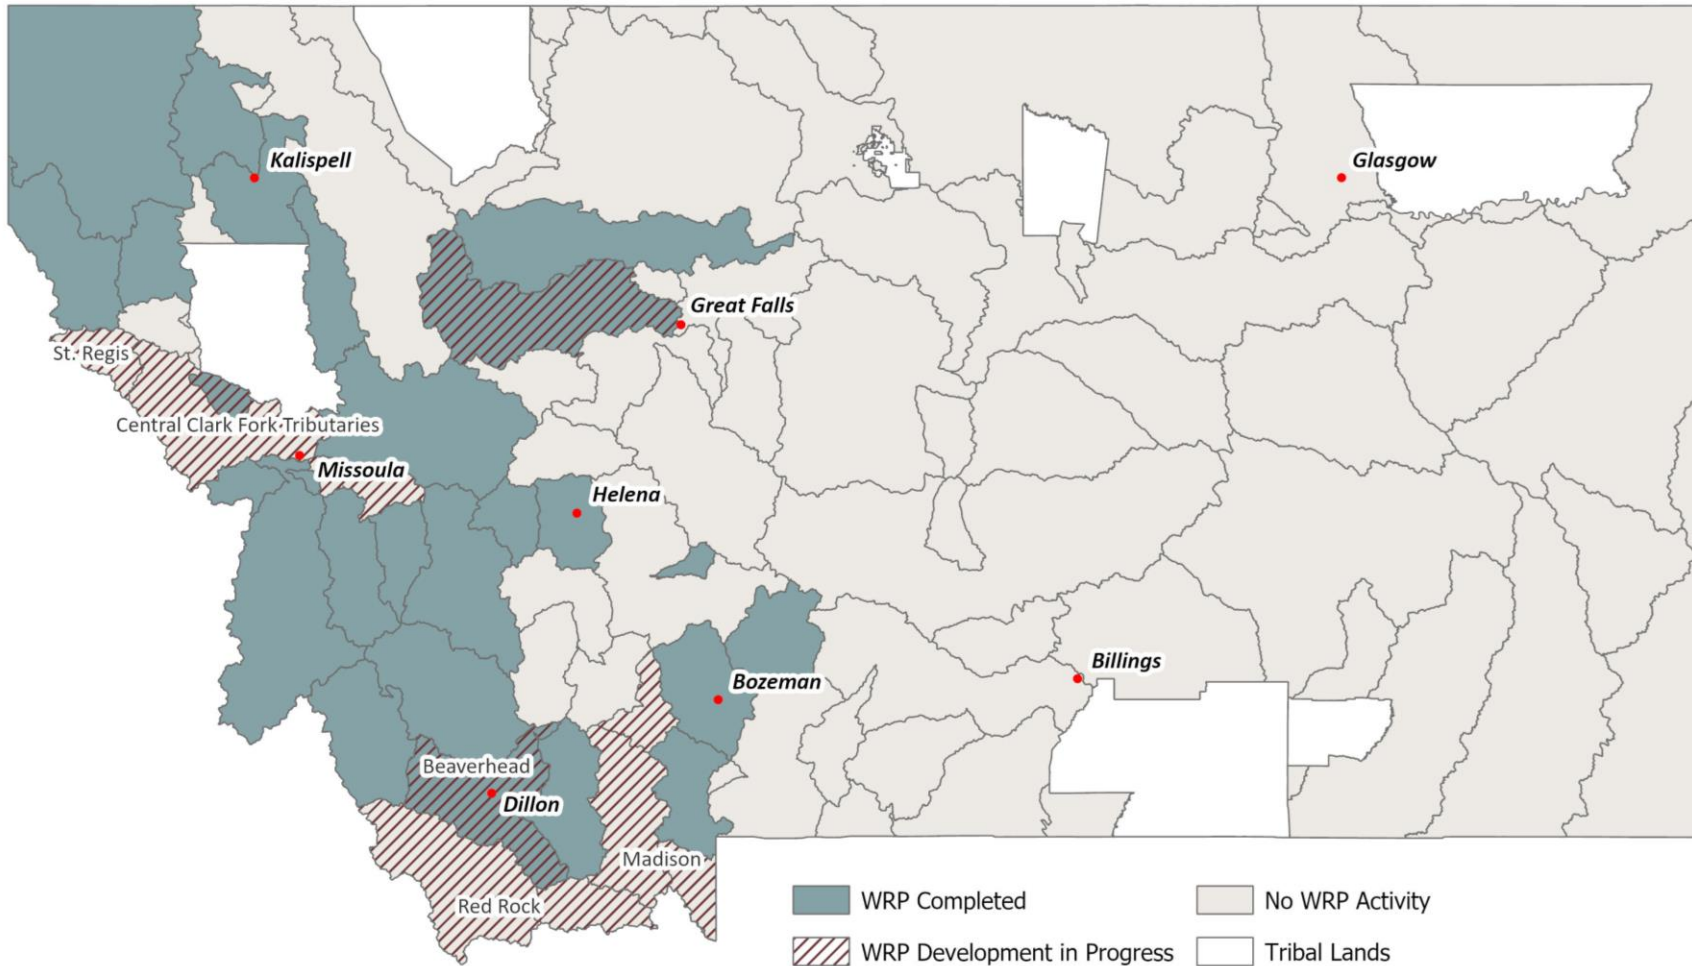 Kalispell
Glasgow
Great Falls
St. Regis
Central Clark Fork Tributaries
Missoula
Helena
Billings
Bozeman
Beaverhead
Dillon
Madison
Red Rock
WRP Completed
No WRP Activity
WRP Development in Progress
Tribal Lands